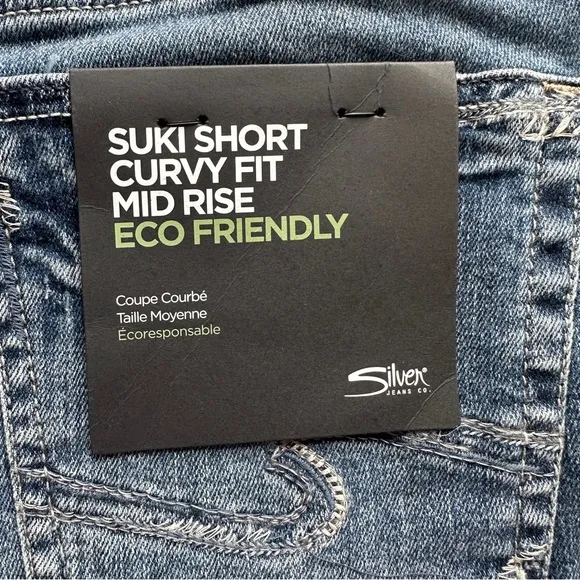 SUKI SHORT
CURVY FIT
MID RISE
ECO FRIENDLY
Coupe Courbé
Taille Moyenne
Écoresponsable
Silver®
JEANS CO.